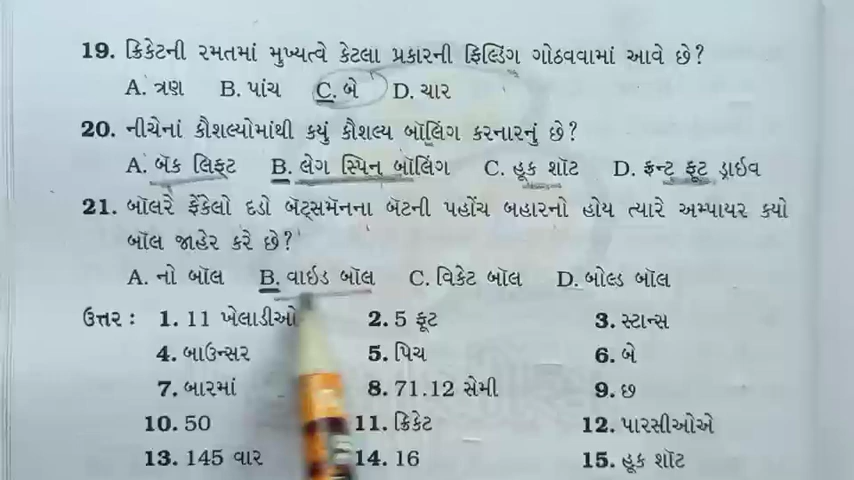 19. ક્રિકેટની રમતમાં મુખ્યત્વે કેટલા પ્રકારની ફિલ્ડિંગ ગોઠવવામાં આવે છે?
A. ત્રણ B. પાંચ C. બે D. ચાર
20. નીચેનાં કૌશલ્યોમાંથી કયું કૌશલ્ય બૉલિંગ કરનારનું છે?
A. બૅક લિફ્ટ B. લેગ સ્પિન બૉલિંગ C. હૂક શૉટ D. ફ્રન્ટ ફૂટ ડ્રાઇવ
21. બૉલરે ફેંકેલો દડો બૅટ્સમૅનના બૅટની પહોંચ બહારનો હોય ત્યારે અમ્પાયર કયો
બૉલ જાહેર કરે છે?
A. નો બૉલ B. વાઇડ બૉલ C. વિકેટ બૉલ D. બોલ્ડ બૉલ
ઉત્તર : 1. 11 ખેલાડીઓ 2. 5 ફૂટ 3. સ્ટાન્સ
4. બાઉન્સર 5. પિચ 6. બે
7. બારમાં 8. 71.12 સેમી 9. છ
10. 50 11. ક્રિકેટ 12. પારસીઓએ
13. 145 વાર 14. 16 15. હૂક શૉટ